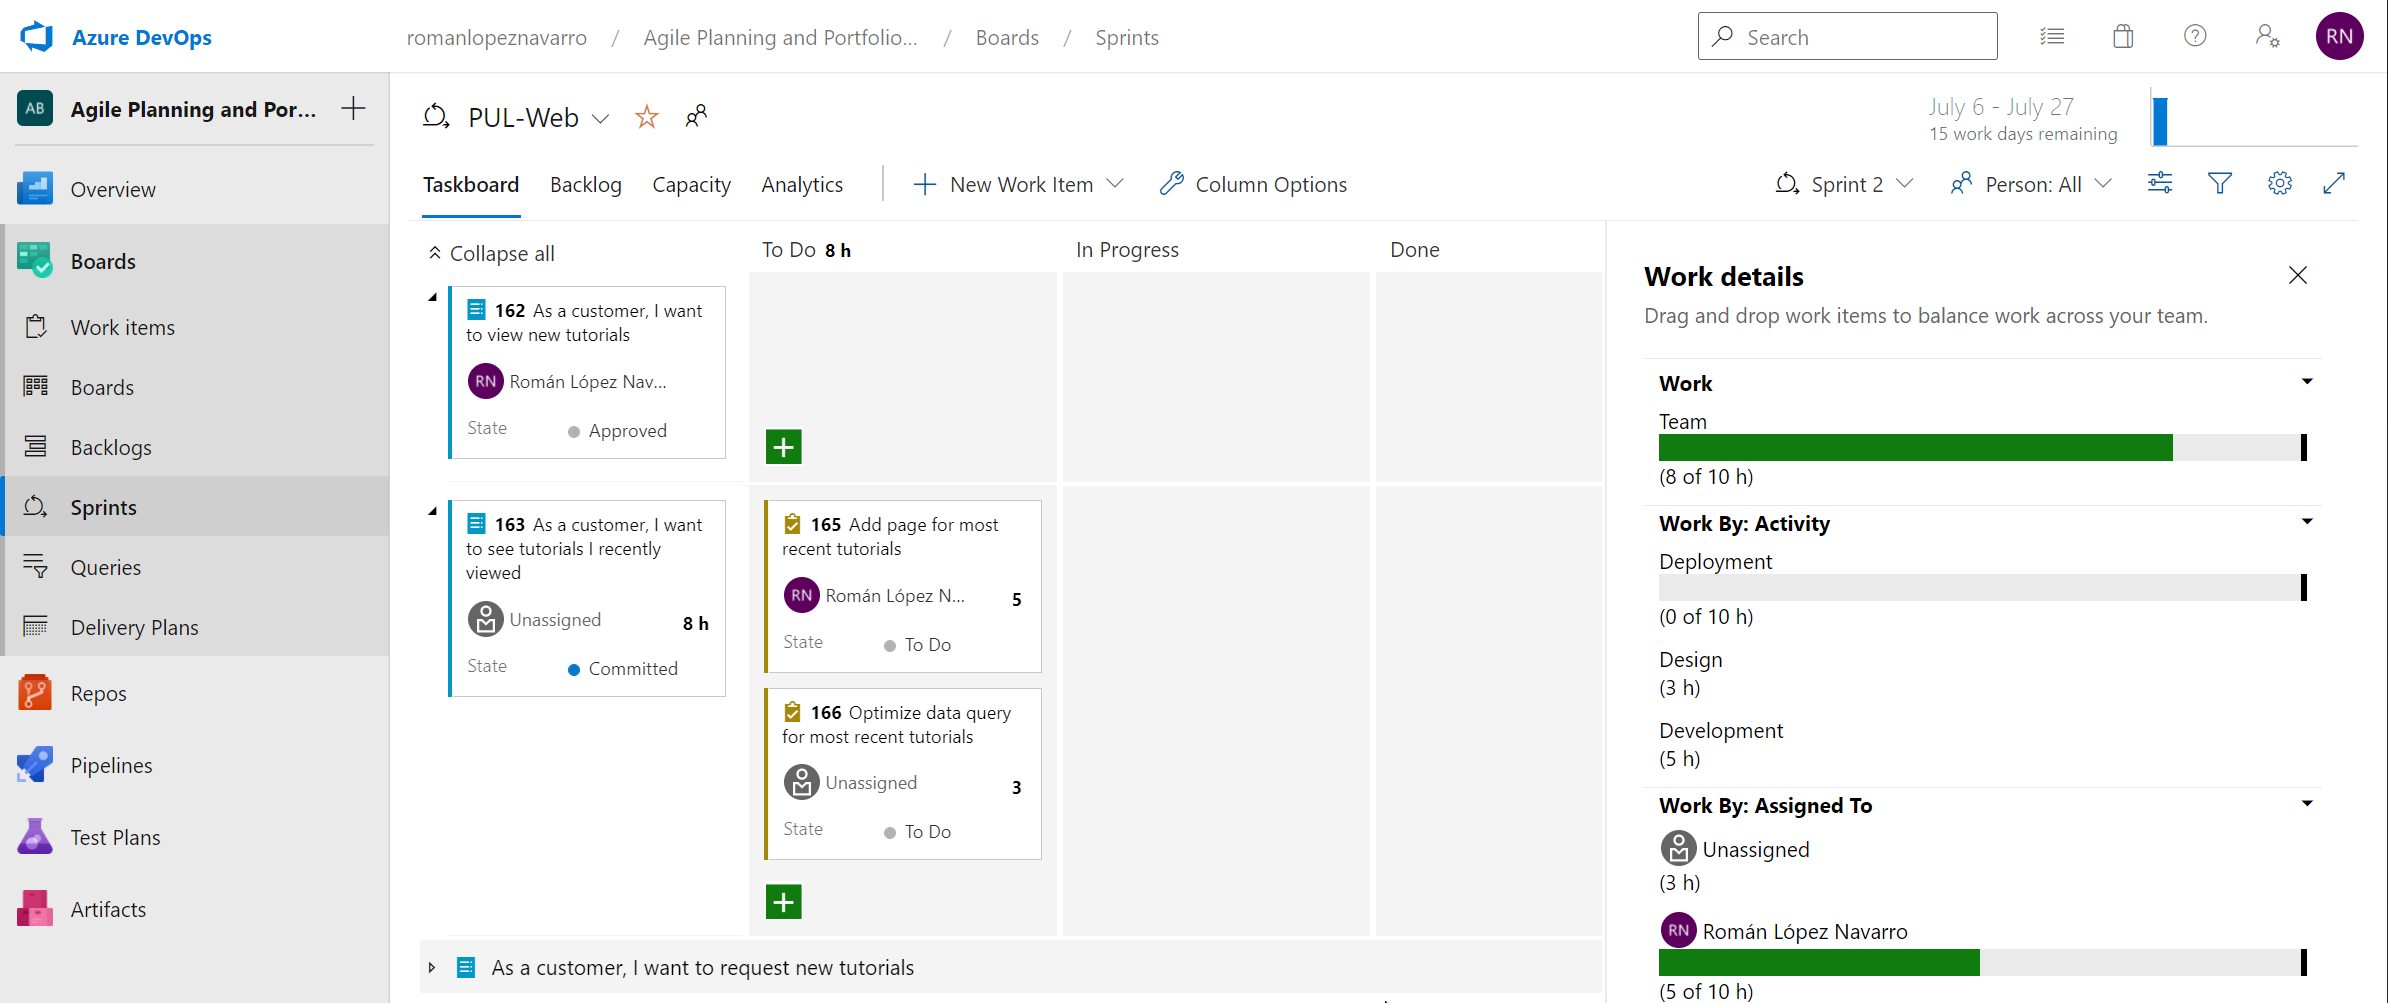 Azure DevOps
romanlopeznavarro / Agile Planning and Portfolio... / Boards / Sprints
Search
RN
AB Agile Planning and Por...
Overview
Boards
Work items
Boards
Backlogs
Sprints
Queries
Delivery Plans
Repos
Pipelines
Test Plans
Artifacts
PUL-Web
July 6 - July 27
15 work days remaining
Taskboard Backlog Capacity Analytics New Work Item Column Options
Sprint 2 Person: All
Collapse all
To Do 8 h
In Progress
Done
162 As a customer, I want
to view new tutorials
RN Román López Nav...
State Approved
163 As a customer, I want
to see tutorials I recently
viewed
Unassigned 8 h
State Committed
165 Add page for most
recent tutorials
RN Román López N... 5
State To Do
166 Optimize data query
for most recent tutorials
Unassigned 3
State To Do
As a customer, I want to request new tutorials
Work details
Drag and drop work items to balance work across your team.
Work
Team
(8 of 10 h)
Work By: Activity
Deployment
(0 of 10 h)
Design
(3 h)
Development
(5 h)
Work By: Assigned To
Unassigned
(3 h)
RN Román López Navarro
(5 of 10 h)